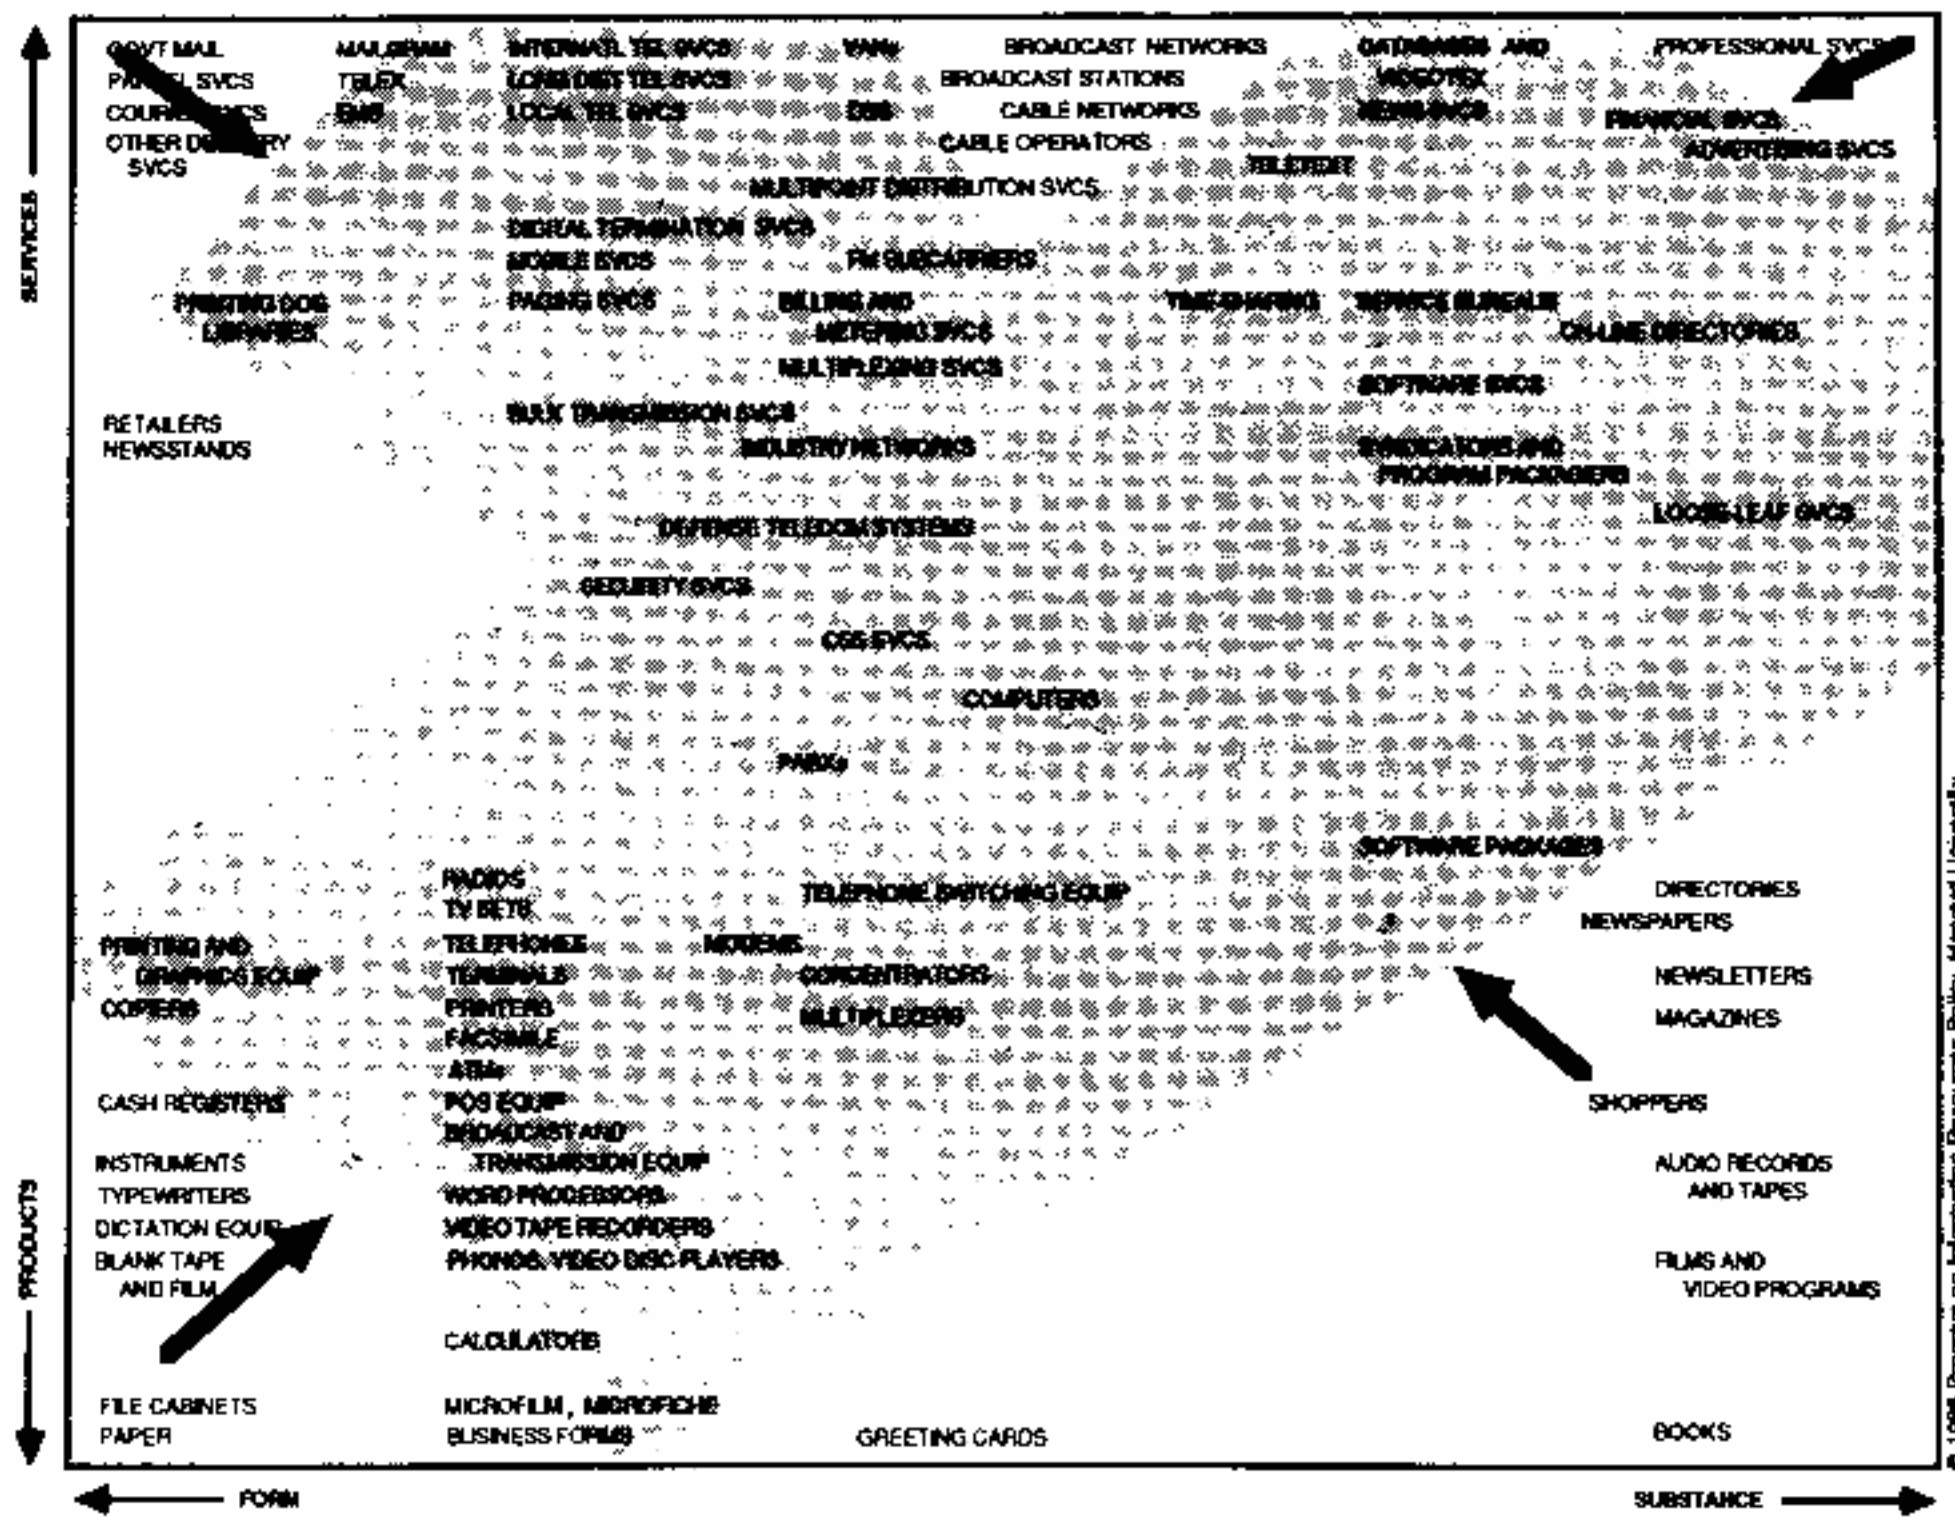 GOVT MAIL
MAILGRAM
INTERNATL TEL SVCS
VANs
BROADCAST NETWORKS
DATABASES AND
PROFESSIONAL SVCS
PARCEL SVCS
TELEX
LONG DIST TEL SVCS
BROADCAST STATIONS
VIDEOTEX
COURIER SVCS
EMS
LOCAL TEL SVCS
DBS
CABLE NETWORKS
NEWS SVCS
FINANCIAL SVCS
OTHER DELIVERY
SVCS
CABLE OPERATORS
TELETEXT
ADVERTISING SVCS
MULTIPOINT DISTRIBUTION SVCS
DIGITAL TERMINATION SVCS
MOBILE SVCS
FM SUBCARRIERS
PRINTING COS
LIBRARIES
PAGING SVCS
BILLING AND
METERING SVCS
TIME-SHARING
SERVICE BUREAUS
ON-LINE DIRECTORIES
MULTIPLEXING SVCS
SOFTWARE SVCS
RETAILERS
NEWSSTANDS
BULK TRANSMISSION SVCS
INDUSTRY NETWORKS
SYNDICATORS AND
PROGRAM PACKAGERS
LOOSE-LEAF SVCS
DEFENSE TELECOM SYSTEMS
SECURITY SVCS
CSS SVCS
COMPUTERS
PABXs
SOFTWARE PACKAGES
RADIOS
TV SETS
TELEPHONE SWITCHING EQUIP
DIRECTORIES
NEWSPAPERS
PRINTING AND
GRAPHICS EQUIP
TELEPHONES
MODEMS
TERMINALS
CONCENTRATORS
NEWSLETTERS
COPIERS
PRINTERS
MULTIPLEXERS
MAGAZINES
FACSIMILE
ATMs
CASH REGISTERS
POS EQUIP
SHOPPERS
BROADCAST AND
TRANSMISSION EQUIP
INSTRUMENTS
AUDIO RECORDS
AND TAPES
TYPEWRITERS
WORD PROCESSORS
DICTATION EQUIP
VIDEO TAPE RECORDERS
BLANK TAPE
AND FILM
PHONOS, VIDEO DISC PLAYERS
FILMS AND
VIDEO PROGRAMS
CALCULATORS
FILE CABINETS
MICROFILM, MICROFICHE
PAPER
BUSINESS FORMS
GREETING CARDS
BOOKS
SERVICES
PRODUCTS
FORM
SUBSTANCE